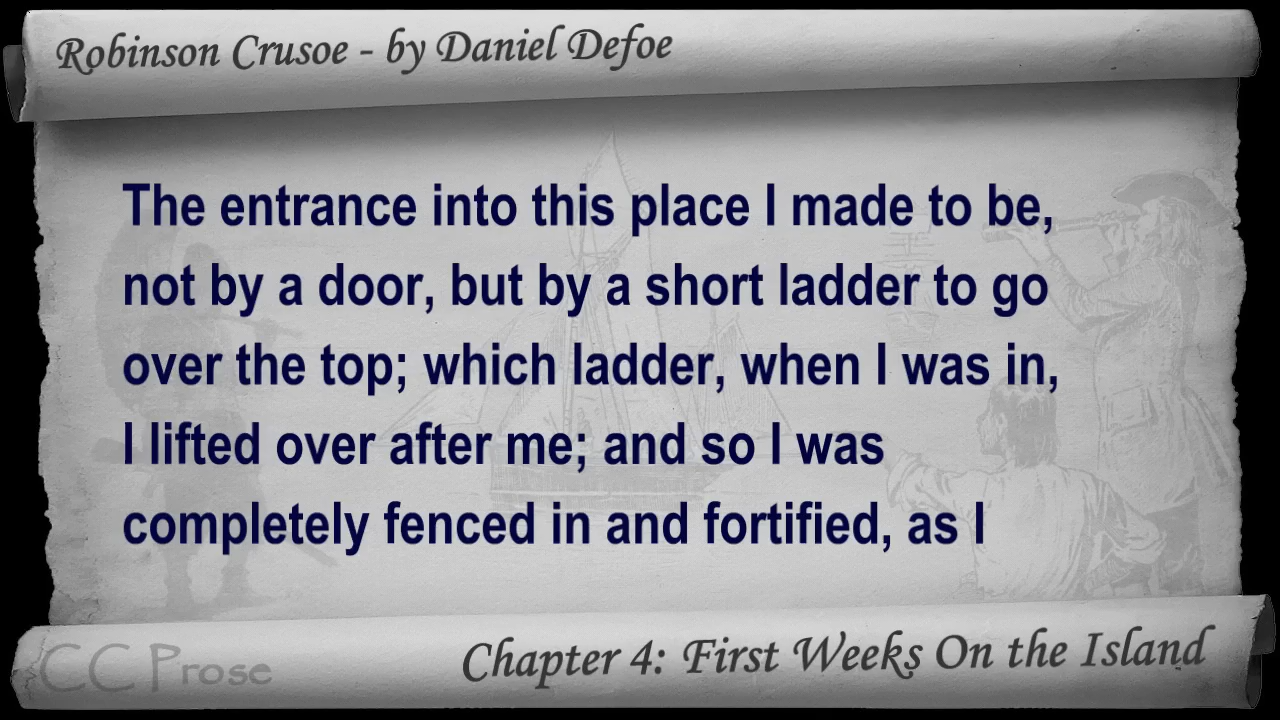 Robinson Crusoe - by Daniel Defoe
The entrance into this place I made to be,
not by a door, but by a short ladder to go
over the top; which ladder, when I was in,
I lifted over after me; and so I was
completely fenced in and fortified, as I
CC Prose
Chapter 4: First Weeks On the Island